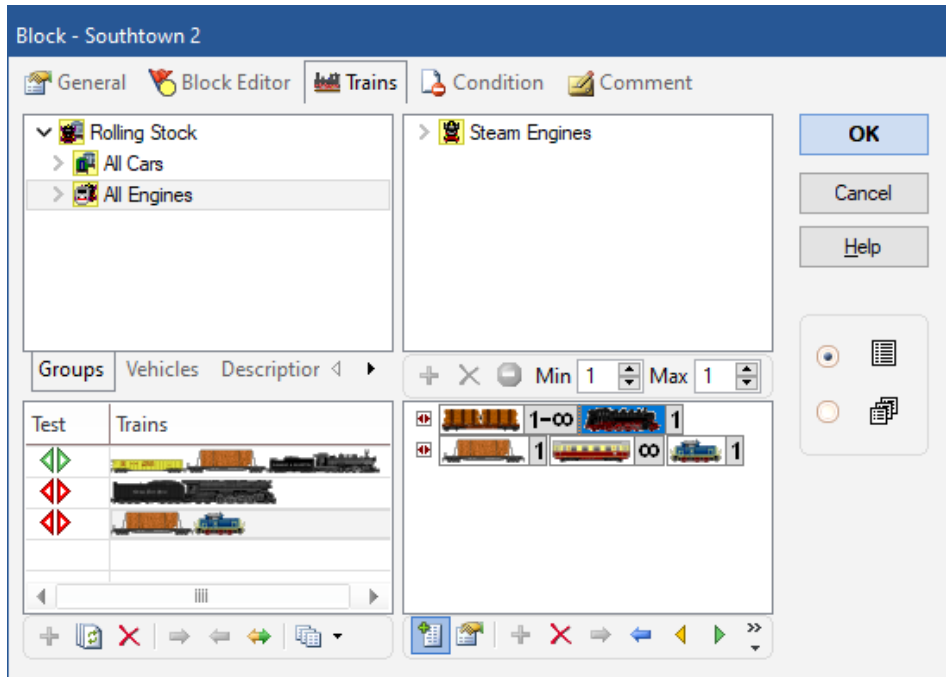 Block - Southtown 2
General Block Editor Trains Condition Comment
Rolling Stock
All Cars
All Engines
Steam Engines
OK
Cancel
Help
Groups Vehicles Descriptior
Min 1 Max 1
Test Trains
1-∞ 1
1 ∞ 1